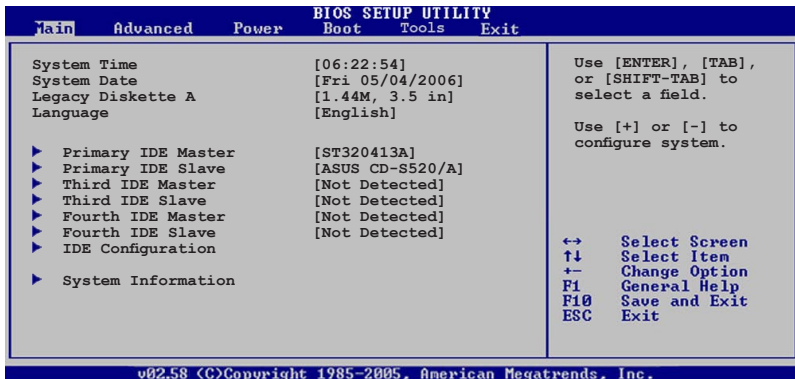 BIOS SETUP UTILITY
Main Advanced Power Boot Tools Exit
System Time [06:22:54]
System Date [Fri 05/04/2006]
Legacy Diskette A [1.44M, 3.5 in]
Language [English]
Primary IDE Master [ST320413A]
Primary IDE Slave [ASUS CD-S520/A]
Third IDE Master [Not Detected]
Third IDE Slave [Not Detected]
Fourth IDE Master [Not Detected]
Fourth IDE Slave [Not Detected]
IDE Configuration
System Information
Use [ENTER], [TAB],
or [SHIFT-TAB] to
select a field.
Use [+] or [-] to
configure system.
←→ Select Screen
↑↓ Select Item
+- Change Option
F1 General Help
F10 Save and Exit
ESC Exit
v02.58 (C)Copyright 1985-2005, American Megatrends, Inc.